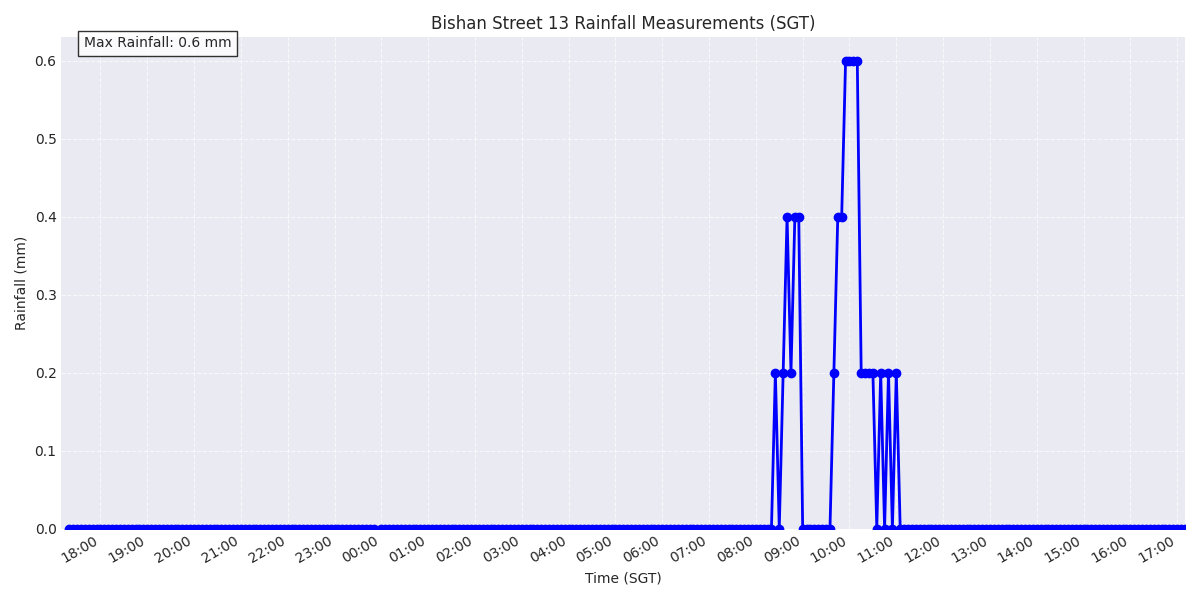 Bishan Street 13 Rainfall Measurements (SGT)
Max Rainfall: 0.6 mm
Rainfall (mm)
0.6
0.5
0.4
0.3
0.2
0.1
0.0
18:00 19:00 20:00 21:00 22:00 23:00 00:00 01:00 02:00 03:00 04:00 05:00 06:00 07:00 08:00 09:00 10:00 11:00 12:00 13:00 14:00 15:00 16:00 17:00
Time (SGT)